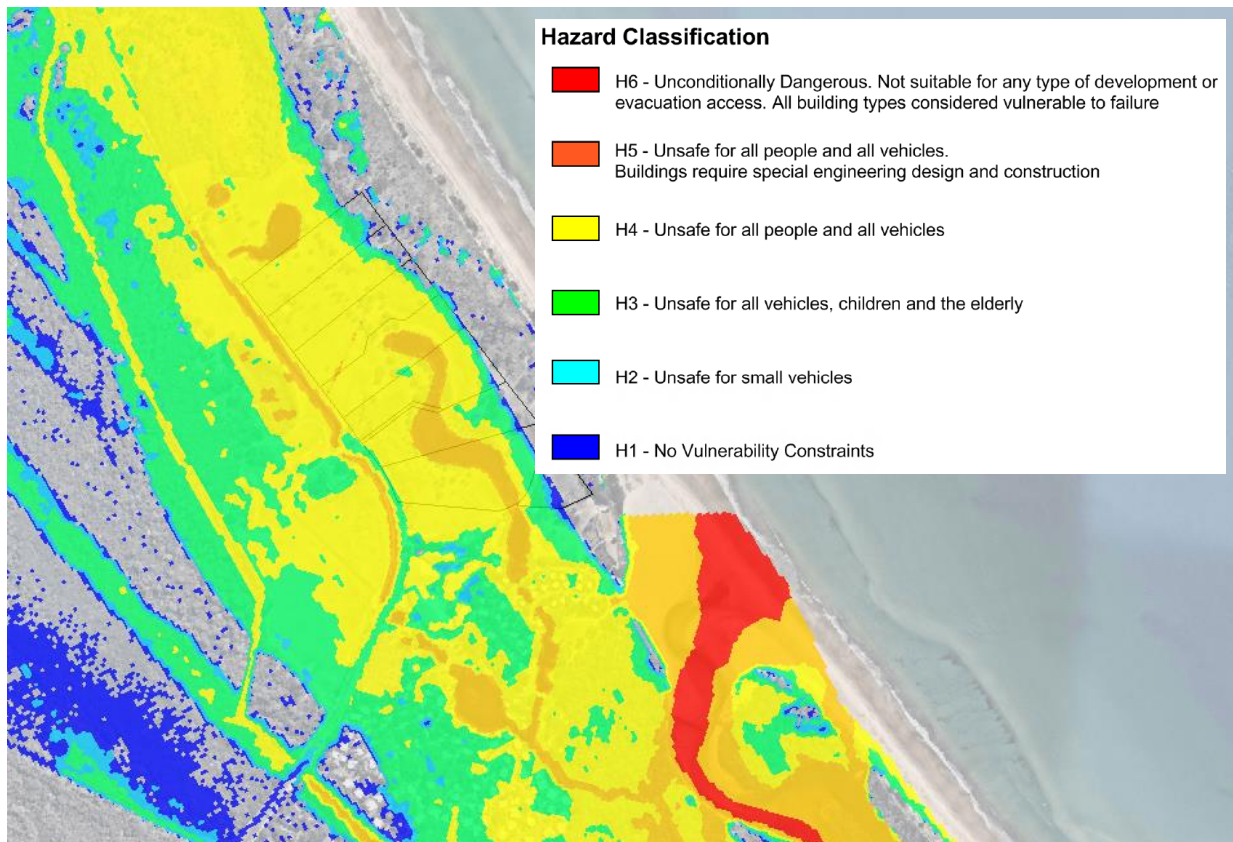 Hazard Classification
H6 - Unconditionally Dangerous. Not suitable for any type of development or
evacuation access. All building types considered vulnerable to failure
H5 - Unsafe for all people and all vehicles.
Buildings require special engineering design and construction
H4 - Unsafe for all people and all vehicles
H3 - Unsafe for all vehicles, children and the elderly
H2 - Unsafe for small vehicles
H1 - No Vulnerability Constraints